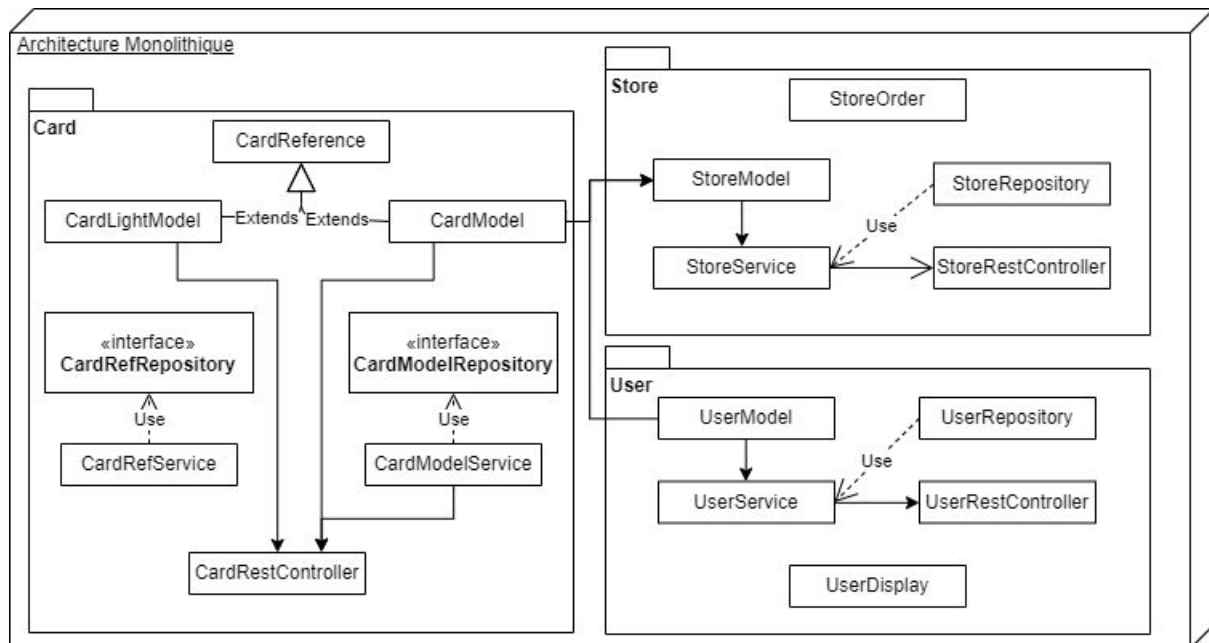 Architecture Monolithique
Card
CardReference
CardLightModel
Extends
Extends
CardModel
«interface»
CardRefRepository
Use
CardRefService
«interface»
CardModelRepository
Use
CardModelService
CardRestController
Store
StoreOrder
StoreModel
StoreRepository
Use
StoreService
StoreRestController
User
UserModel
UserRepository
Use
UserService
UserRestController
UserDisplay